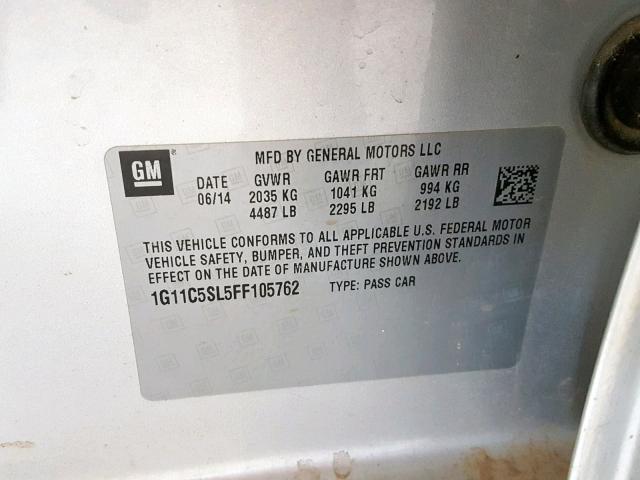 GM ® MFD BY GENERAL MOTORS LLC
DATE GVWR GAWR FRT GAWR RR
06/14 2035 KG 1041 KG 994 KG
4487 LB 2295 LB 2192 LB
THIS VEHICLE CONFORMS TO ALL APPLICABLE U.S. FEDERAL MOTOR
VEHICLE SAFETY, BUMPER, AND THEFT PREVENTION STANDARDS IN
EFFECT ON THE DATE OF MANUFACTURE SHOWN ABOVE.
1G11C5SL5FF105762 TYPE: PASS CAR